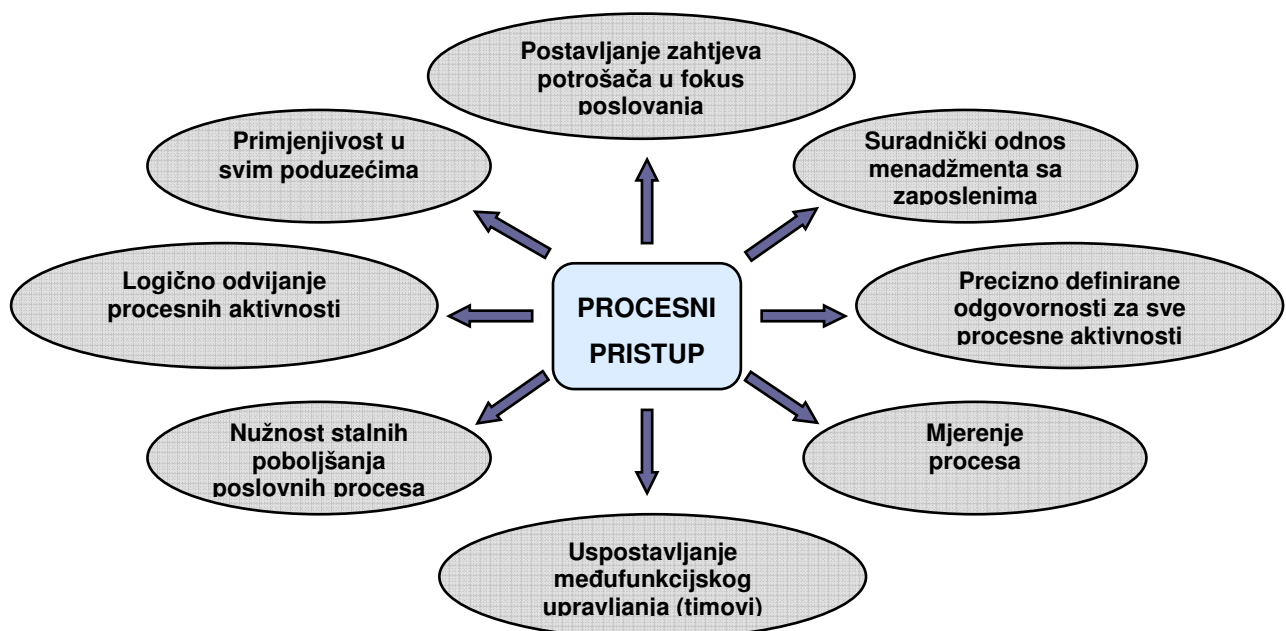 Postavljanje zahtjeva
potrošača u fokus
poslovanja
Primjenjivost u
svim poduzećima
Suradnički odnos
menadžmenta sa
zaposlenima
Logično odvijanje
procesnih aktivnosti
PROCESNI
PRISTUP
Precizno definirane
odgovornosti za sve
procesne aktivnosti
Nužnost stalnih
poboljšanja
poslovnih procesa
Mjerenje
procesa
Uspostavljanje
međufunkcijskog
upravljanja (timovi)